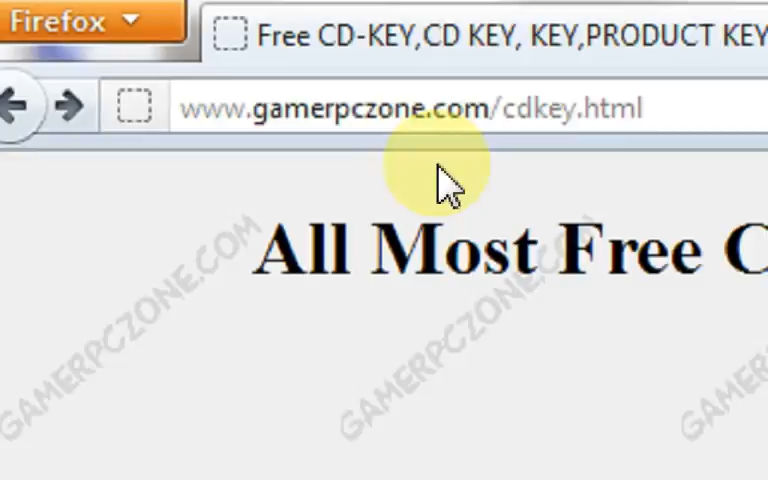 Firefox
Free CD-KEY,CD KEY, KEY,PRODUCT KEY
www.gamerpczone.com/cdkey.html
All Most Free C
GAMERPCZONE.COM
GAMERPCZONE.COM
GAMERPC